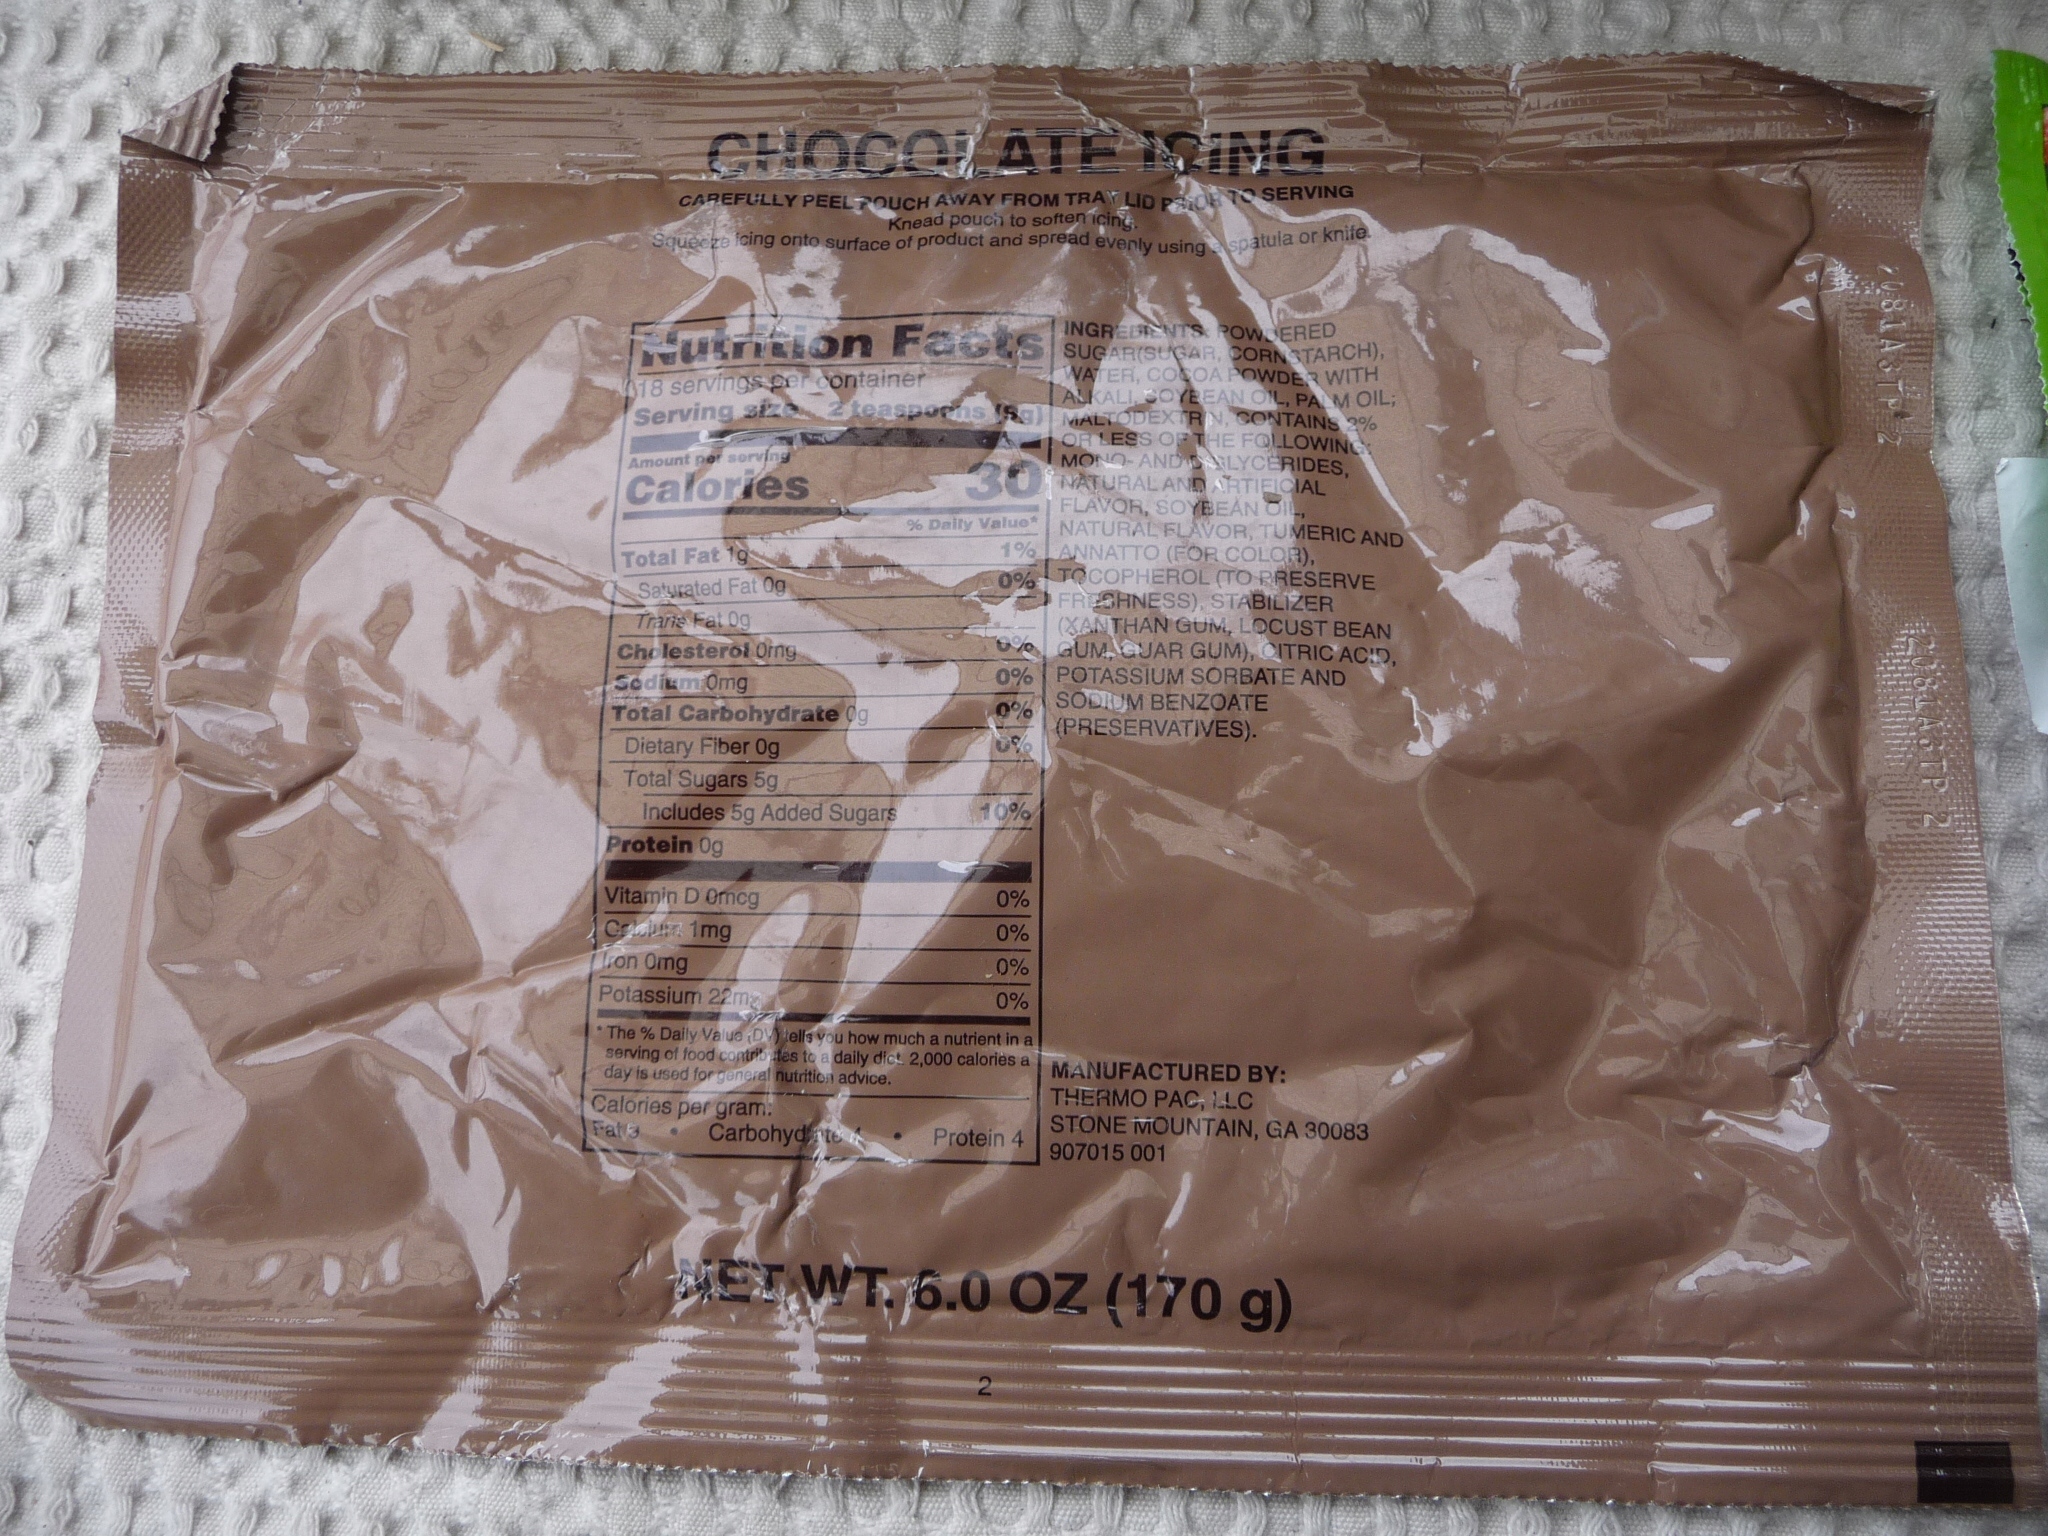 CHOCOLATE ICING
CAREFULLY PEEL POUCH AWAY FROM TRAY LID PRIOR TO SERVING
Knead pouch to soften icing.
Squeeze icing onto surface of product and spread evenly using a spatula or knife.
Nutrition Facts
18 servings per container
Serving size 2 teaspoons
Amount per serving
Calories 30
% Daily Value*
Total Fat 1g 1%
Saturated Fat 0g 0%
Trans Fat 0g
Cholesterol 0mg 0%
Sodium 0mg 0%
Total Carbohydrate 0g 0%
Dietary Fiber 0g 0%
Total Sugars 5g
Includes 5g Added Sugars 10%
Protein 0g
Vitamin D 0mcg 0%
Calcium 1mg 0%
Iron 0mg 0%
Potassium 22mg 0%
* The % Daily Value (DV) tells you how much a nutrient in a
serving of food contributes to a daily diet. 2,000 calories a
day is used for general nutrition advice.
Calories per gram:
Fat • Carbohydrate 4 • Protein 4
INGREDIENTS: POWDERED
SUGAR(SUGAR, CORNSTARCH),
WATER, COCOA POWDER WITH
ALKALI, SOYBEAN OIL, PALM OIL;
MALTODEXTRIN, CONTAINS 2%
OR LESS OF THE FOLLOWING:
MONO- AND DIGLYCERIDES,
NATURAL AND ARTIFICIAL
FLAVOR, SOYBEAN OIL,
NATURAL FLAVOR, TUMERIC AND
ANNATTO (FOR COLOR),
TOCOPHEROL (TO PRESERVE
FRESHNESS), STABILIZER
(XANTHAN GUM, LOCUST BEAN
GUM, GUAR GUM), CITRIC ACID,
POTASSIUM SORBATE AND
SODIUM BENZOATE
(PRESERVATIVES).
MANUFACTURED BY:
THERMO PAC, LLC
STONE MOUNTAIN, GA 30083
907015 001
NET WT. 6.0 OZ (170 g)
2